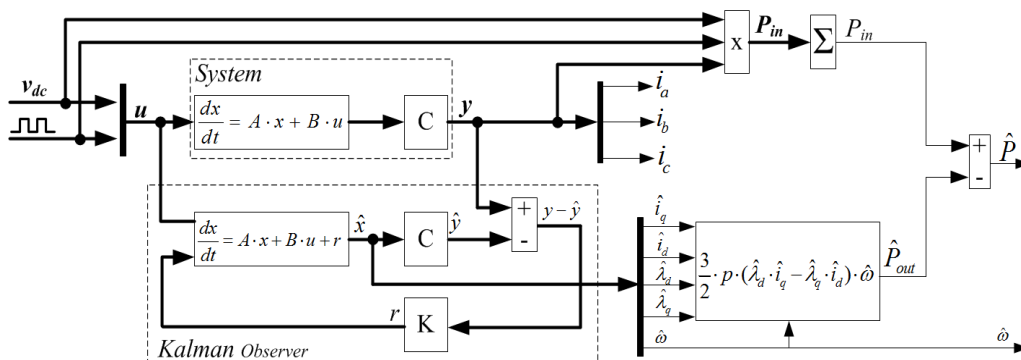 P_in
x
P_in
Σ
System
v_dc
i_a
u
dx/dt = A · x + B · u
C
y
i_b
i_c
+
-
P̂
+
-
y - ŷ
î_q
dx/dt = A · x + B · u + r
x̂
C
ŷ
î_d
λ̂_d
λ̂_q
3/2 · p · (λ̂_d · î_q − λ̂_q · î_d) · ω̂
P̂_out
r
K
ω̂
ω̂
Kalman Observer